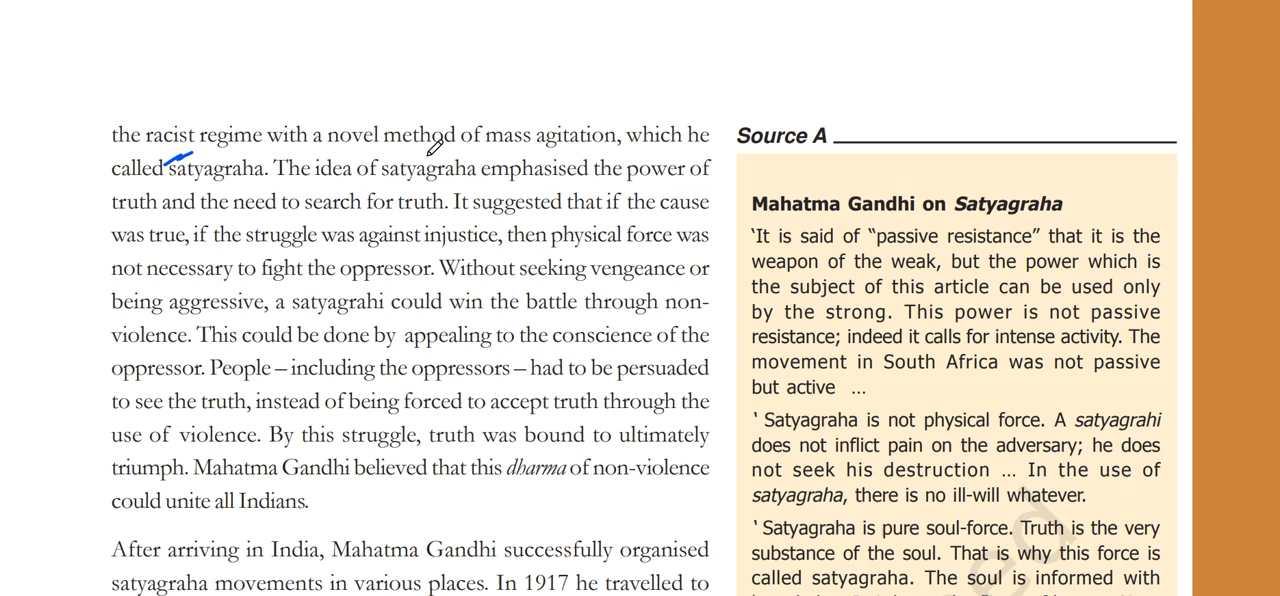 the racist regime with a novel method of mass agitation, which he
called satyagraha. The idea of satyagraha emphasised the power of
truth and the need to search for truth. It suggested that if the cause
was true, if the struggle was against injustice, then physical force was
not necessary to fight the oppressor. Without seeking vengeance or
being aggressive, a satyagrahi could win the battle through non-
violence. This could be done by appealing to the conscience of the
oppressor. People – including the oppressors – had to be persuaded
to see the truth, instead of being forced to accept truth through the
use of violence. By this struggle, truth was bound to ultimately
triumph. Mahatma Gandhi believed that this dharma of non-violence
could unite all Indians.
After arriving in India, Mahatma Gandhi successfully organised
satyagraha movements in various places. In 1917 he travelled to
Source A
Mahatma Gandhi on Satyagraha
‘It is said of “passive resistance” that it is the
weapon of the weak, but the power which is
the subject of this article can be used only
by the strong. This power is not passive
resistance; indeed it calls for intense activity. The
movement in South Africa was not passive
but active ...
‘ Satyagraha is not physical force. A satyagrahi
does not inflict pain on the adversary; he does
not seek his destruction ... In the use of
satyagraha, there is no ill-will whatever.
‘ Satyagraha is pure soul-force. Truth is the very
substance of the soul. That is why this force is
called satyagraha. The soul is informed with